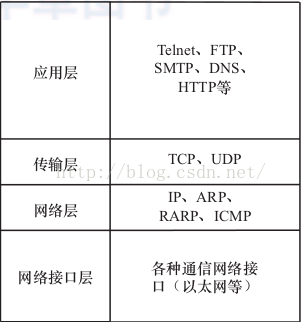 应用层
Telnet、FTP、
SMTP、DNS、
HTTP等
传输层
TCP、UDP
http://blog.csdn.net/
网络层
IP、ARP、
RARP、ICMP
网络接口层
各种通信网络接
口（以太网等）